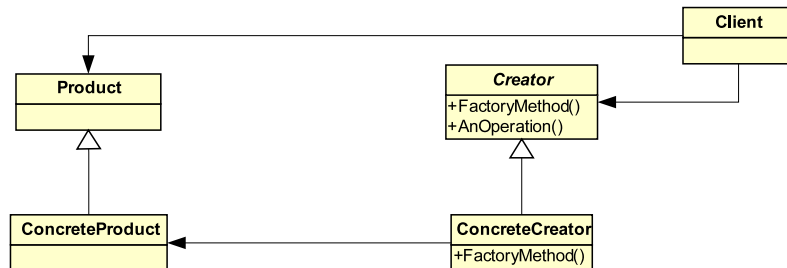 Client
Product
Creator
+FactoryMethod()
+AnOperation()
ConcreteProduct
ConcreteCreator
+FactoryMethod()